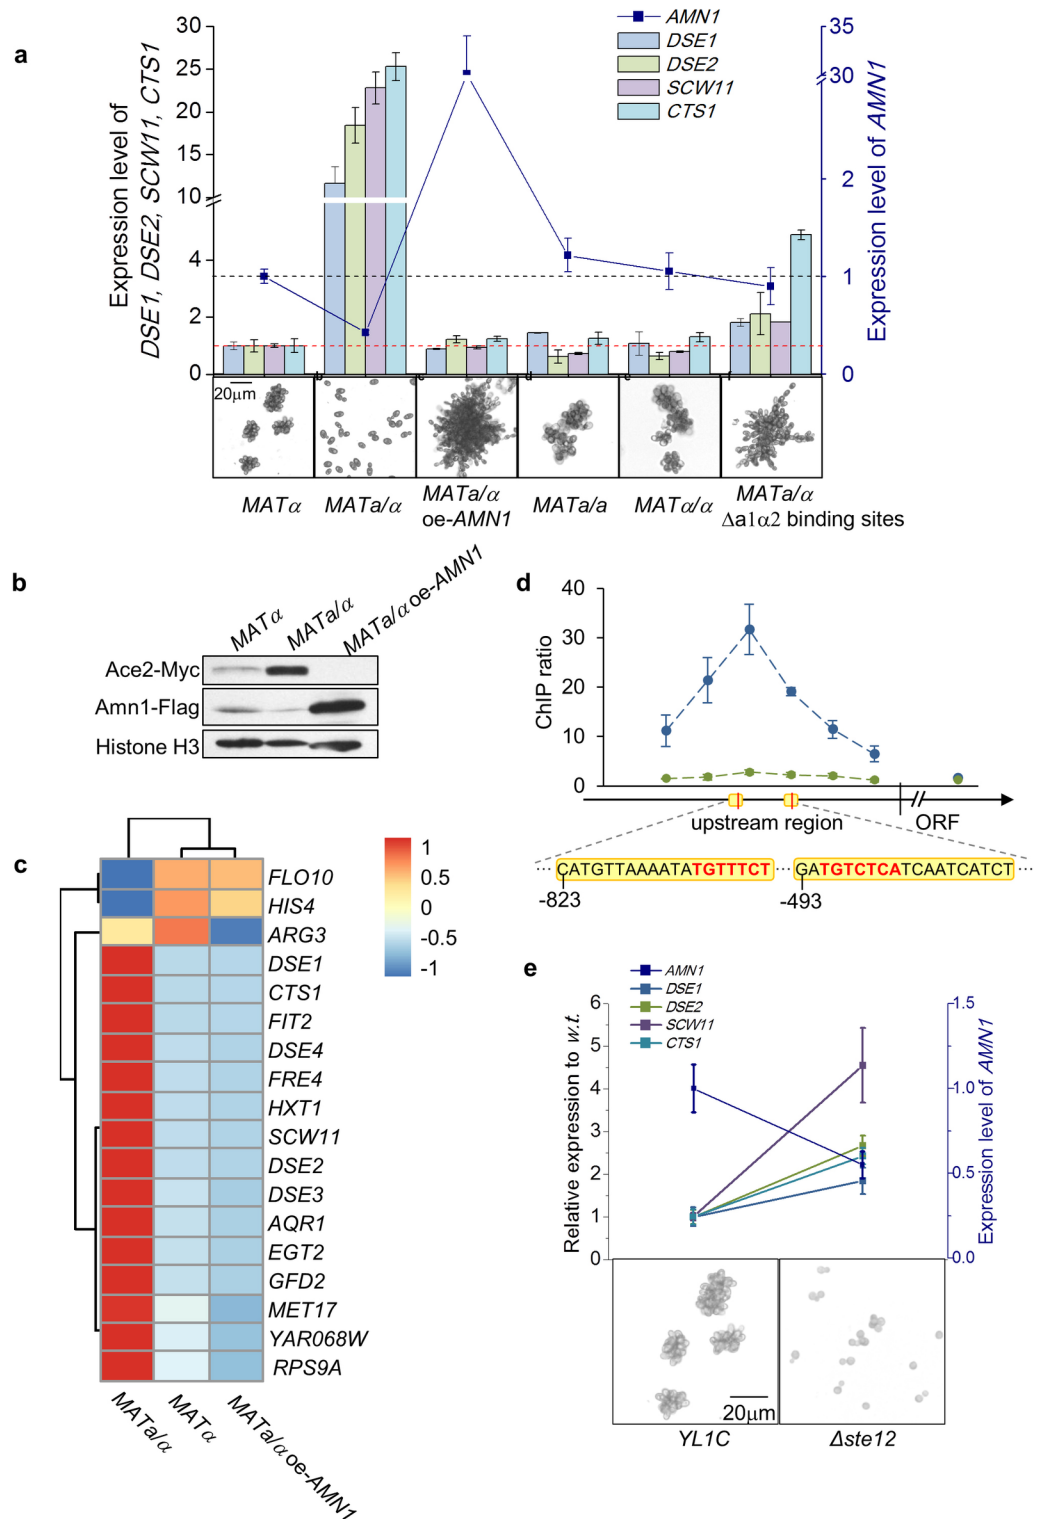 a
Expression level of
DSE1, DSE2, SCW11, CTS1
30
25
20
15
10
4
2
0
AMN1
DSE1
DSE2
SCW11
CTS1
35
30
2
1
0
Expression level of AMN1
20µm
MATα
MATa/α
MATa/α
oe-AMN1
MATa/a
MATα/α
MATa/α
Δa1α2 binding sites
b
MATα
MATa/α
MATa/α oe-AMN1
Ace2-Myc
Amn1-Flag
Histone H3
c
1
0.5
0
-0.5
-1
FLO10
HIS4
ARG3
DSE1
CTS1
FIT2
DSE4
FRE4
HXT1
SCW11
DSE2
DSE3
AQR1
EGT2
GFD2
MET17
YAR068W
RPS9A
MATa/α
MATα
MATa/α oe-AMN1
d
ChIP ratio
40
30
20
10
0
upstream region
ORF
··· CATGTTAAAATATGTTTCT ··· GATGTCTCATCAATCATCT ···
-823
-493
e
AMN1
DSE1
DSE2
SCW11
CTS1
Relative expression to w.t.
6
5
4
3
2
1
0
1.5
1.0
0.5
0.0
Expression level of AMN1
20µm
YL1C
Δste12